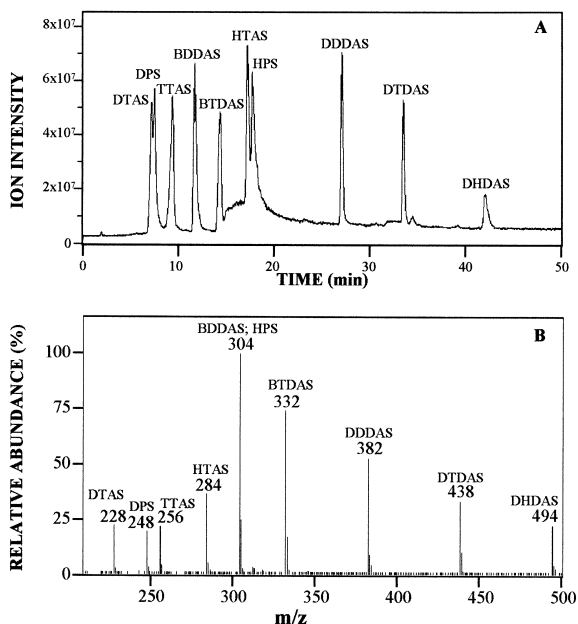 A
ION INTENSITY
8x10⁷
6x10⁷
4x10⁷
2x10⁷
0
DTAS
DPS
TTAS
BDDAS
BTDAS
HTAS
HPS
DDDAS
DTDAS
DHDAS
0 10 20 30 40 50
TIME (min)
B
RELATIVE ABUNDANCE (%)
100
75
50
25
0
DTAS
228
DPS
248
TTAS
256
HTAS
284
BDDAS; HPS
304
BTDAS
332
DDDAS
382
DTDAS
438
DHDAS
494
250 300 350 400 450 500
m/z